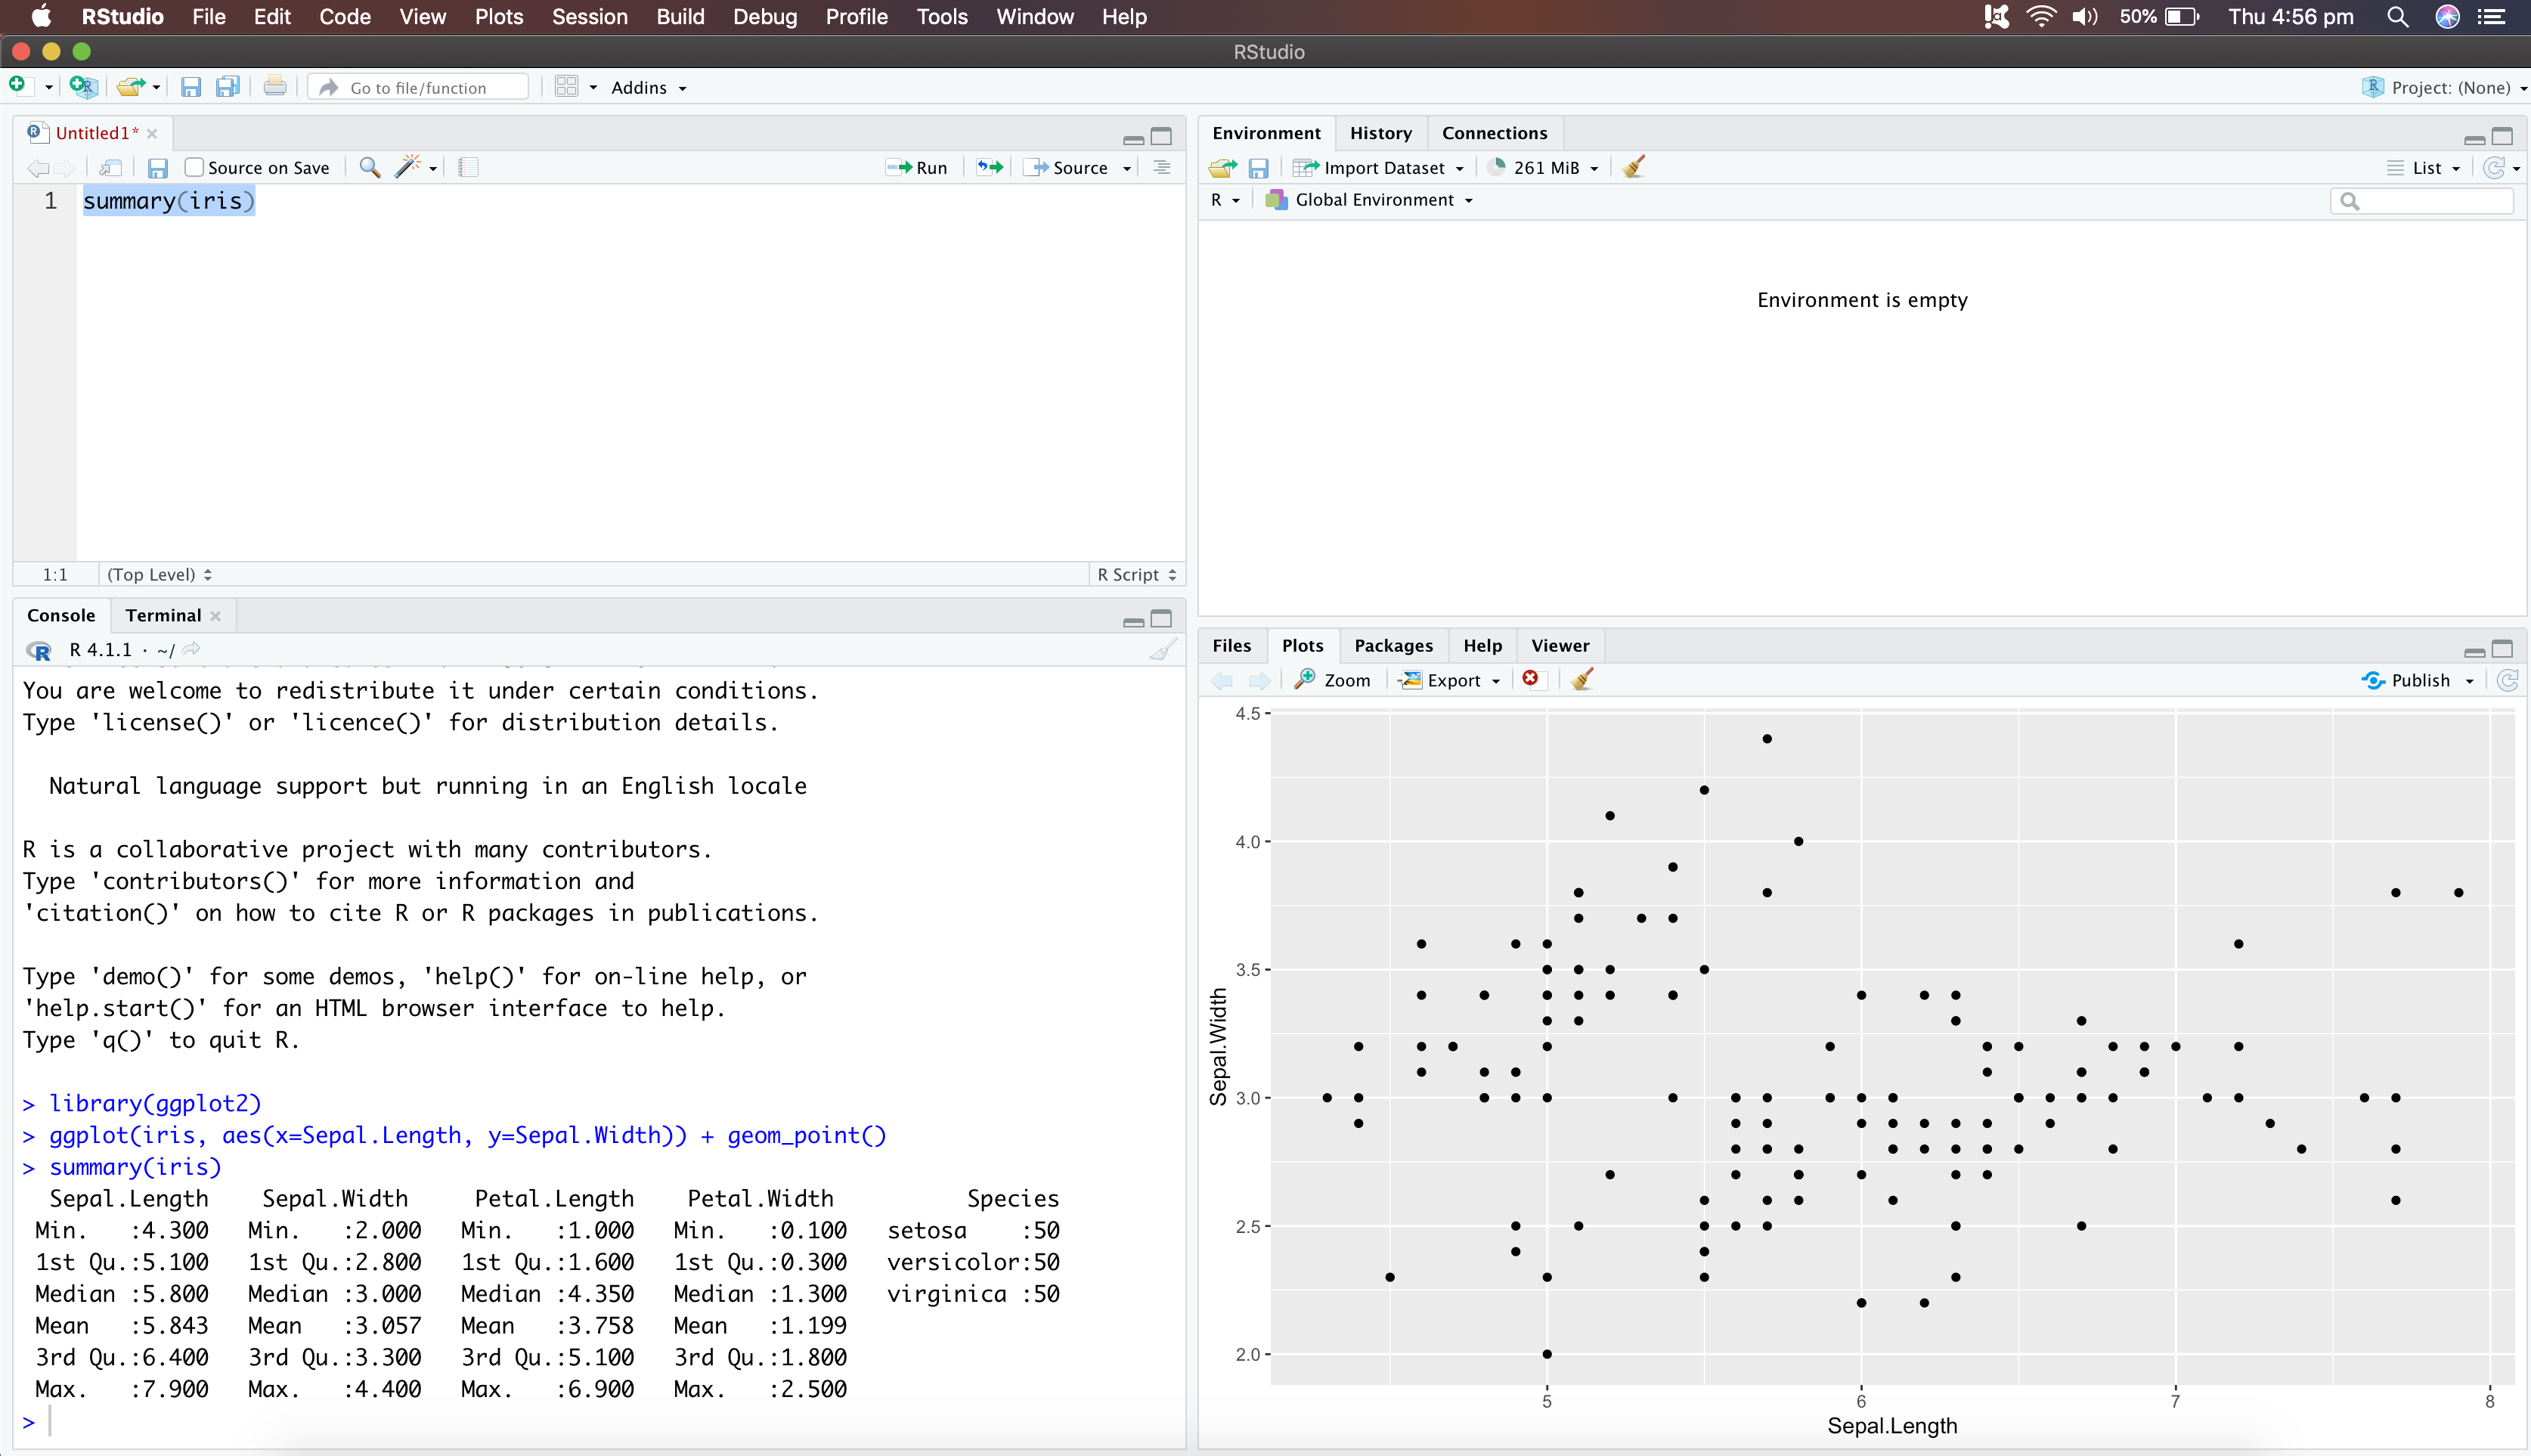 RStudio File Edit Code View Plots Session Build Debug Profile Tools Window Help 50% Thu 4:56 pm
RStudio
Go to file/function Addins Project: (None)
Untitled1*
Source on Save Run Source
1 summary(iris)
1:1 (Top Level) R Script
Environment History Connections
Import Dataset 261 MiB List
R Global Environment
Environment is empty
Console Terminal
R 4.1.1 · ~/
You are welcome to redistribute it under certain conditions.
Type 'license()' or 'licence()' for distribution details.
Natural language support but running in an English locale
R is a collaborative project with many contributors.
Type 'contributors()' for more information and
'citation()' on how to cite R or R packages in publications.
Type 'demo()' for some demos, 'help()' for on-line help, or
'help.start()' for an HTML browser interface to help.
Type 'q()' to quit R.
> library(ggplot2)
> ggplot(iris, aes(x=Sepal.Length, y=Sepal.Width)) + geom_point()
> summary(iris)
Sepal.Length Sepal.Width Petal.Length Petal.Width Species
Min. :4.300 Min. :2.000 Min. :1.000 Min. :0.100 setosa :50
1st Qu.:5.100 1st Qu.:2.800 1st Qu.:1.600 1st Qu.:0.300 versicolor:50
Median :5.800 Median :3.000 Median :4.350 Median :1.300 virginica :50
Mean :5.843 Mean :3.057 Mean :3.758 Mean :1.199
3rd Qu.:6.400 3rd Qu.:3.300 3rd Qu.:5.100 3rd Qu.:1.800
Max. :7.900 Max. :4.400 Max. :6.900 Max. :2.500
>
Files Plots Packages Help Viewer
Zoom Export Publish
4.5
4.0
3.5
3.0
2.5
2.0
Sepal.Width
5 6 7 8
Sepal.Length